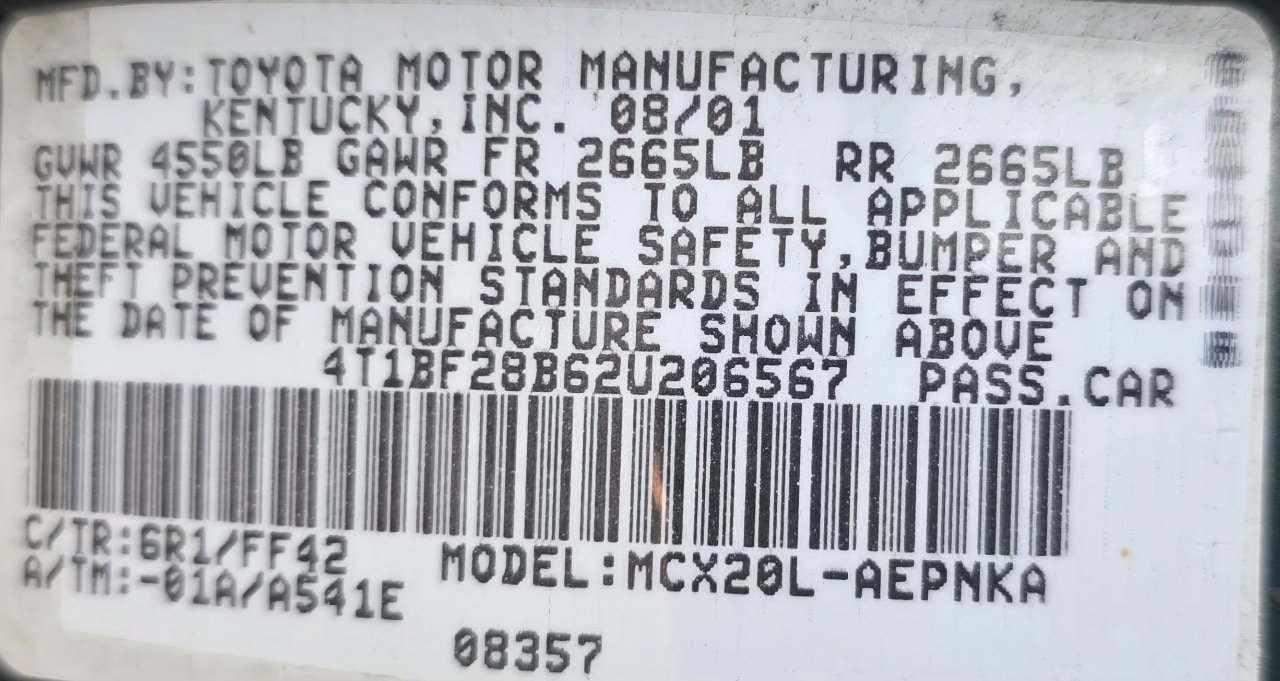 MFD.BY:TOYOTA MOTOR MANUFACTURING,
KENTUCKY,INC. 08/01
GVWR 4550LB GAWR FR 2665LB RR 2665LB
THIS VEHICLE CONFORMS TO ALL APPLICABLE
FEDERAL MOTOR VEHICLE SAFETY,BUMPER AND
THEFT PREVENTION STANDARDS IN EFFECT ON
THE DATE OF MANUFACTURE SHOWN ABOVE
4T1BF28B62U206567 PASS.CAR
C/TR:6R1/FF42
A/TM:-01A/A541E
MODEL:MCX20L-AEPNKA
08357